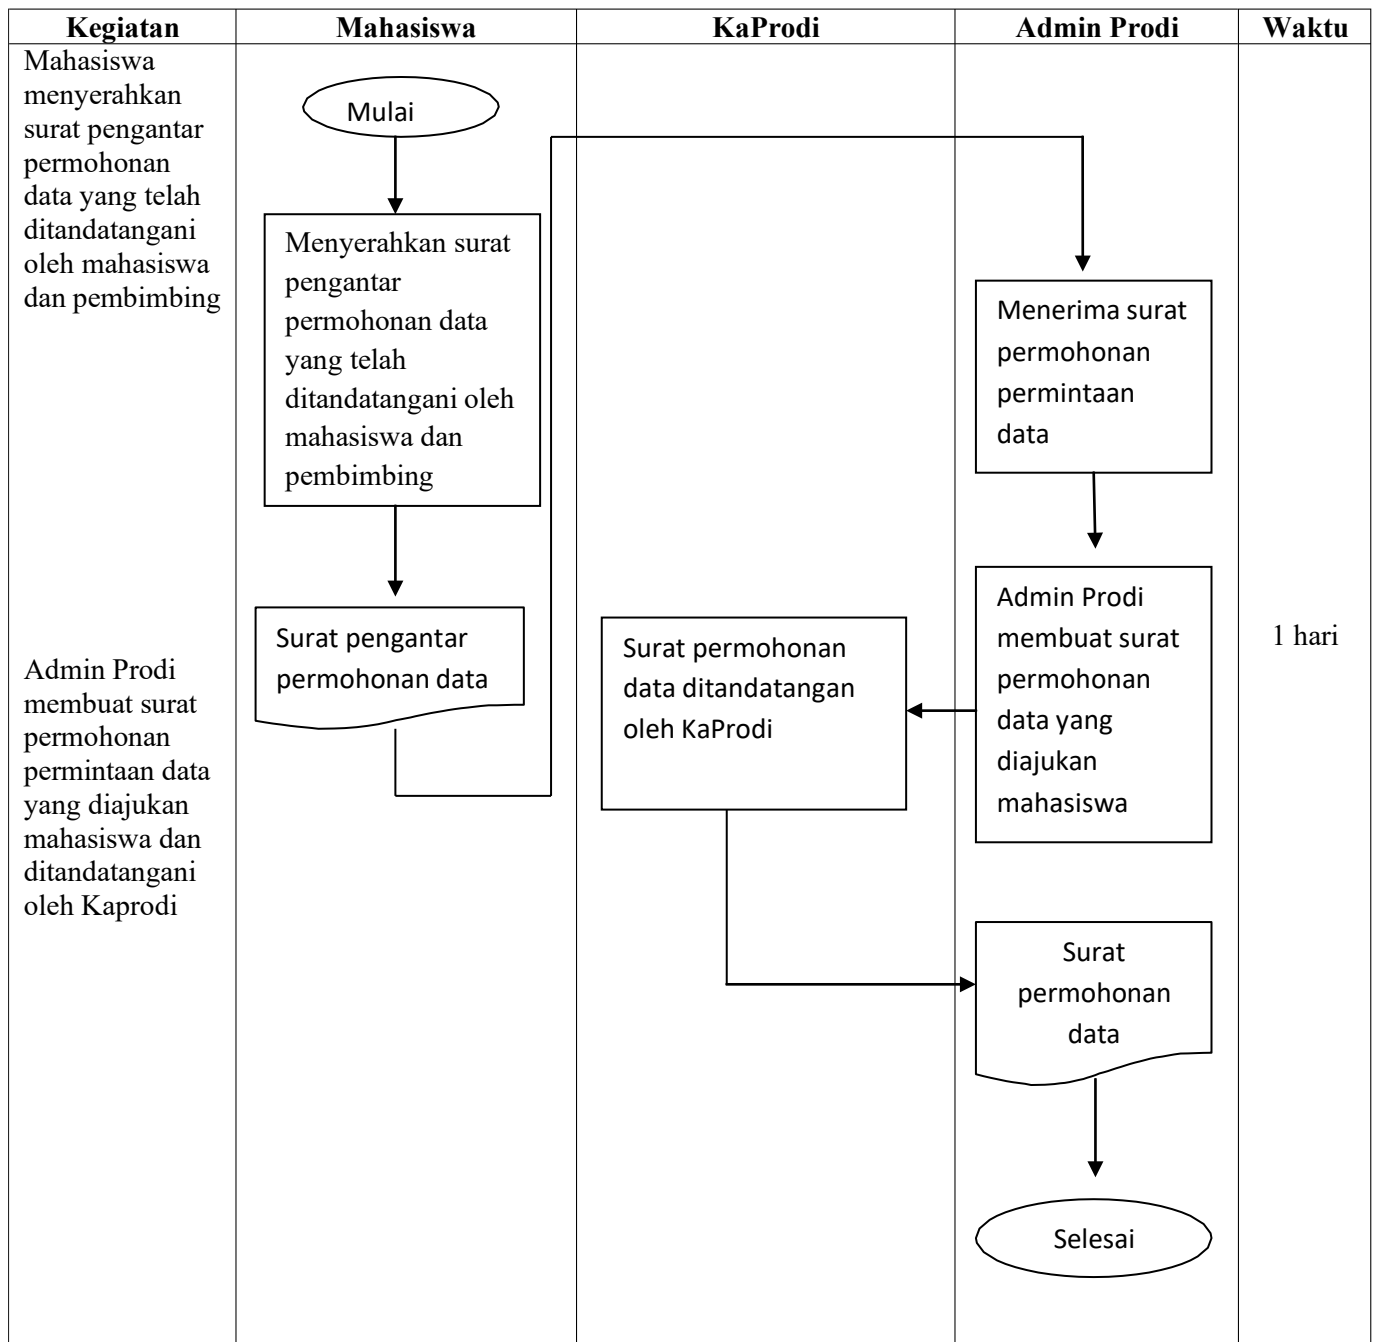 Kegiatan
Mahasiswa
KaProdi
Admin Prodi
Waktu
Mahasiswa
menyerahkan
surat pengantar
permohonan
data yang telah
ditandatangani
oleh mahasiswa
dan pembimbing
Admin Prodi
membuat surat
permohonan
permintaan data
yang diajukan
mahasiswa dan
ditandatangani
oleh Kaprodi
Mulai
Menyerahkan surat
pengantar
permohonan data
yang telah
ditandatangani oleh
mahasiswa dan
pembimbing
Surat pengantar
permohonan data
Surat permohonan
data ditandatangan
oleh KaProdi
Menerima surat
permohonan
permintaan
data
Admin Prodi
membuat surat
permohonan
data yang
diajukan
mahasiswa
Surat
permohonan
data
Selesai
1 hari